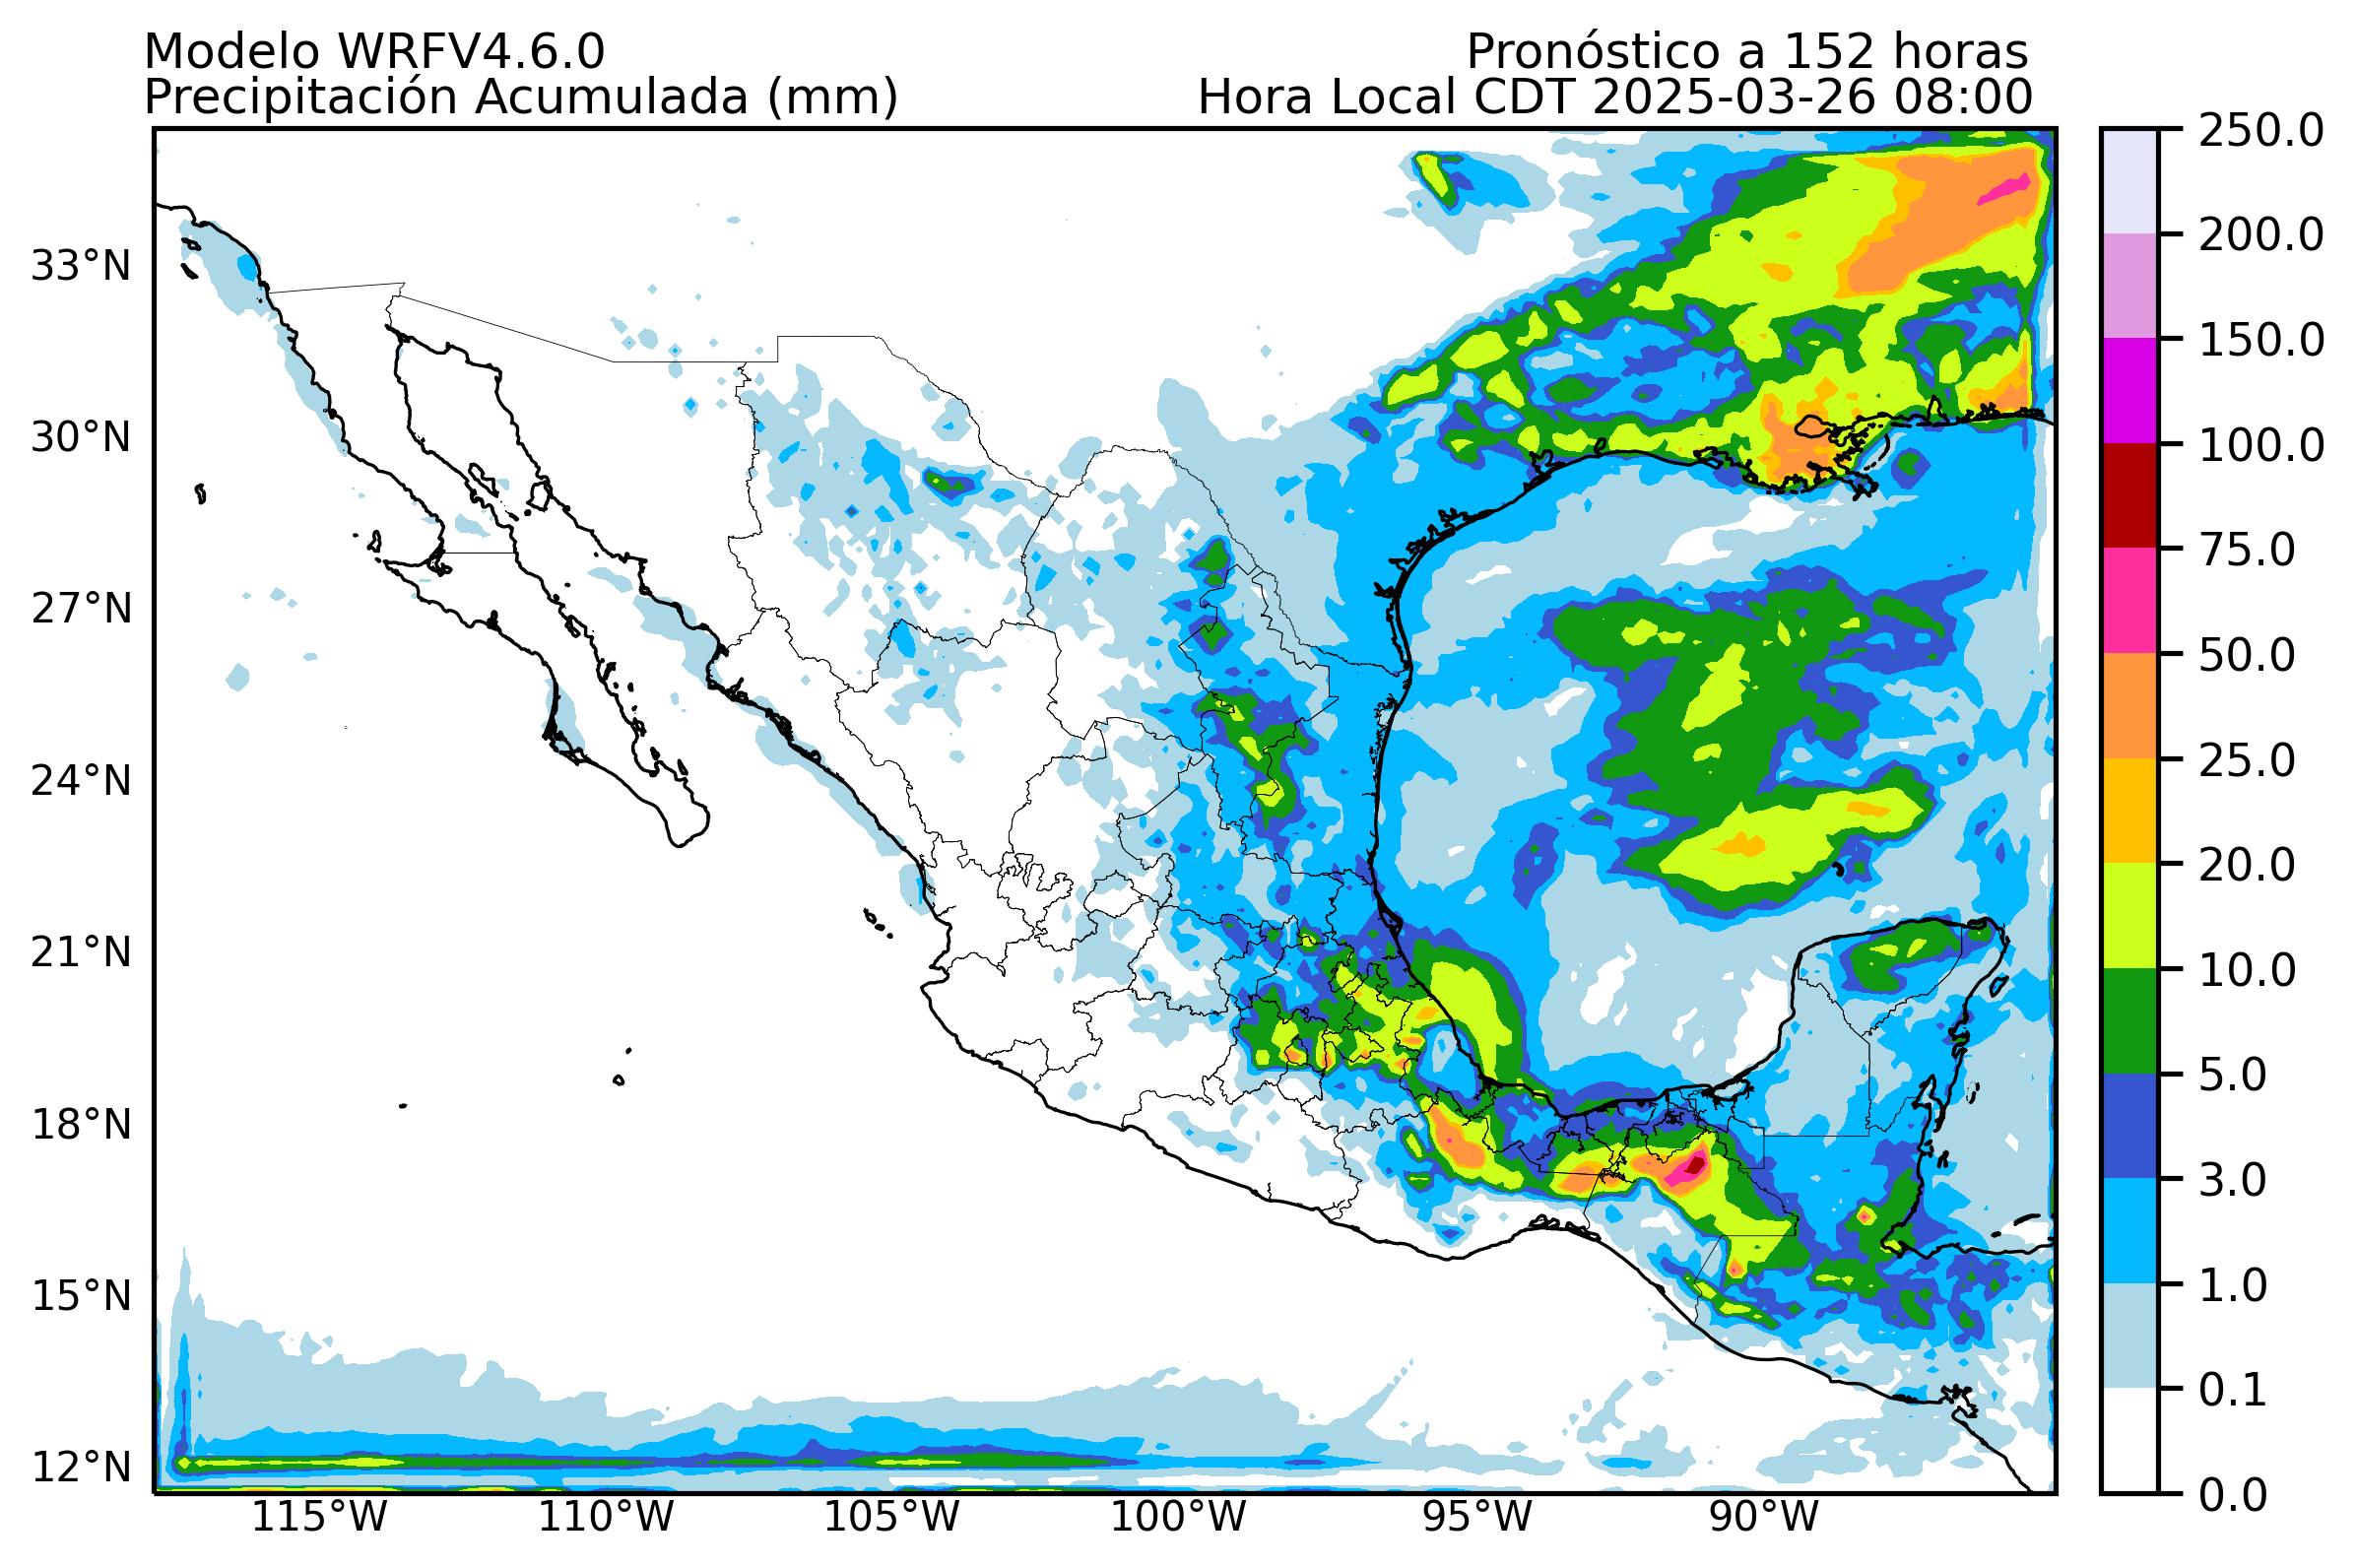 Modelo WRFV4.6.0
Pronóstico a 152 horas
Precipitación Acumulada (mm)
Hora Local CDT 2025-03-26 08:00
33°N
30°N
27°N
24°N
21°N
18°N
15°N
12°N
115°W
110°W
105°W
100°W
95°W
90°W
250.0
200.0
150.0
100.0
75.0
50.0
25.0
20.0
10.0
5.0
3.0
1.0
0.1
0.0